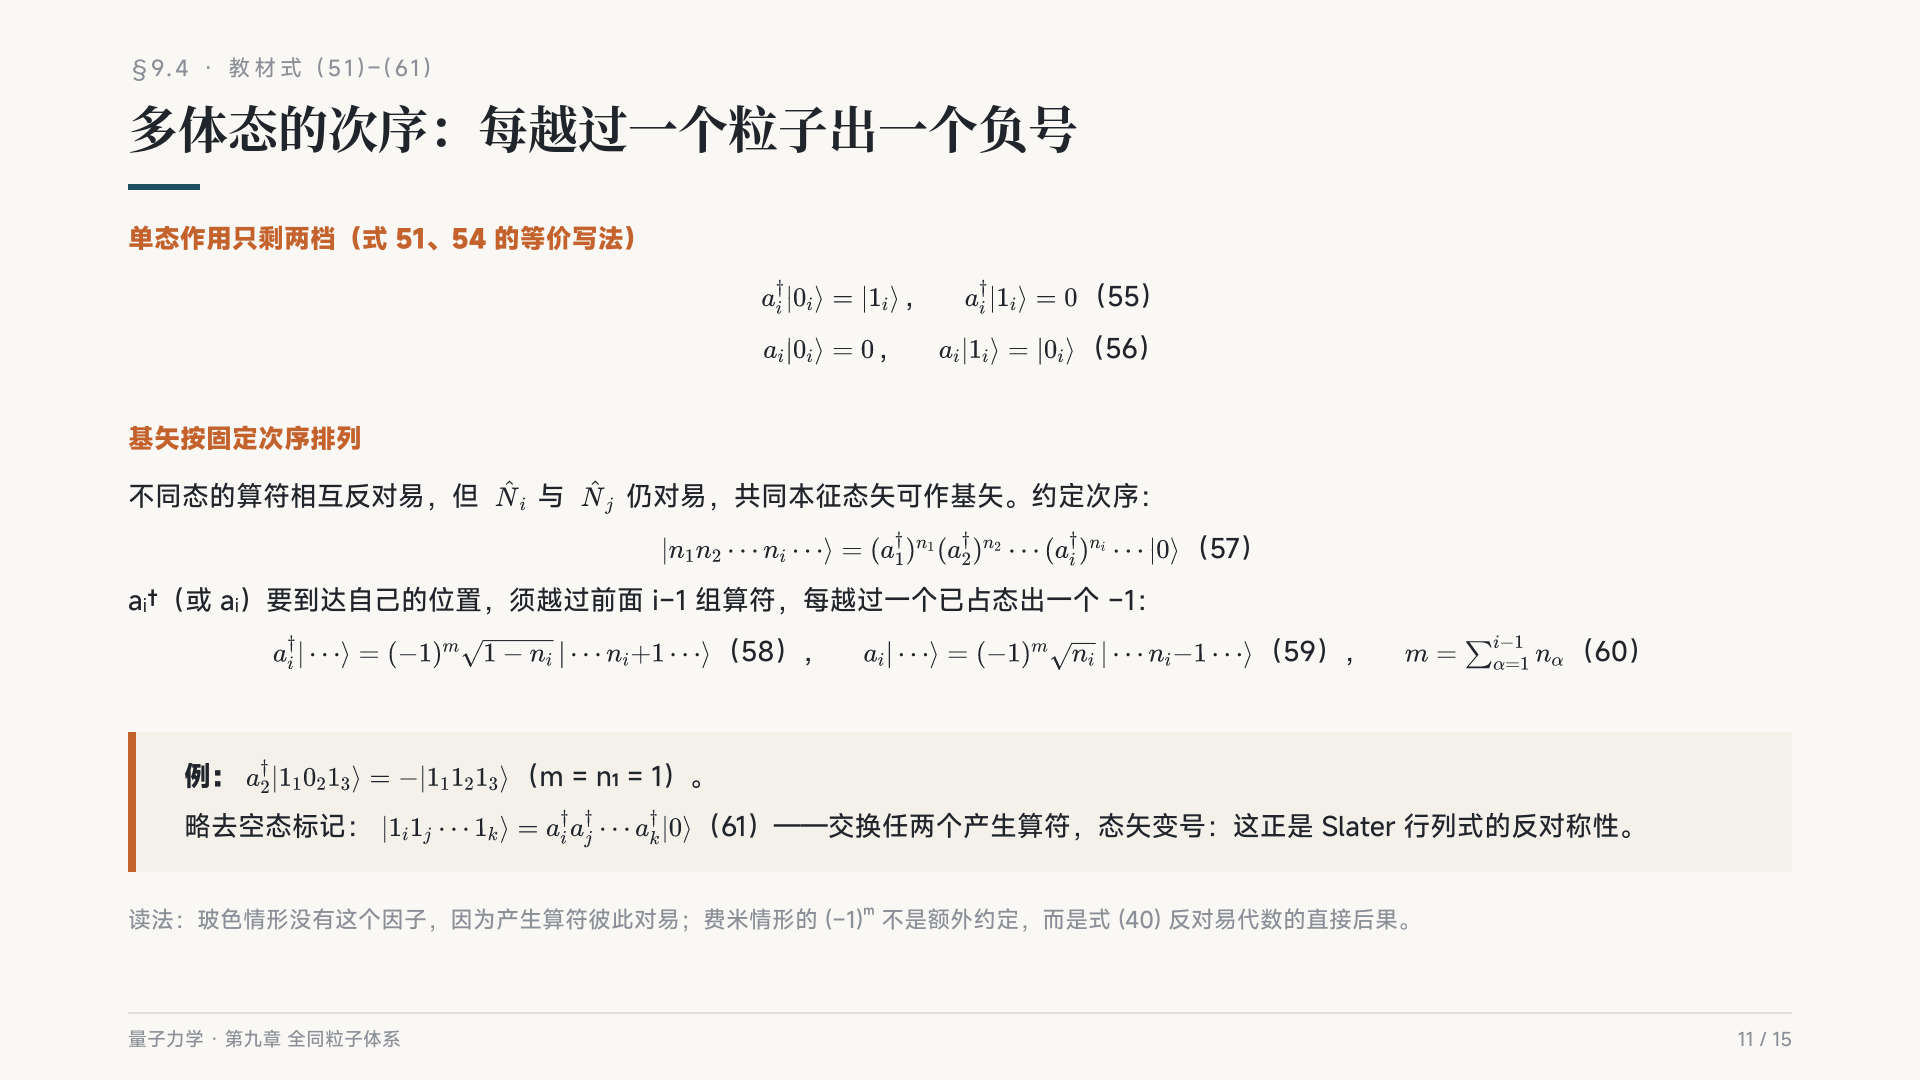 §9.4 · 教材式 (51)–(61)
多体态的次序：每越过一个粒子出一个负号
单态作用只剩两档（式 51、54 的等价写法）
a_i^†|0_i⟩ = |1_i⟩ ，  a_i^†|1_i⟩ = 0（55）
a_i|0_i⟩ = 0 ，  a_i|1_i⟩ = |0_i⟩（56）
基矢按固定次序排列
不同态的算符相互反对易，但 N̂_i 与 N̂_j 仍对易，共同本征态矢可作基矢。约定次序：
|n_1n_2 ⋯ n_i ⋯⟩ = (a_1^†)^{n_1}(a_2^†)^{n_2} ⋯ (a_i^†)^{n_i} ⋯ |0⟩（57）
aᵢ†（或 aᵢ）要到达自己的位置，须越过前面 i−1 组算符，每越过一个已占态出一个 −1：
a_i^†| ⋯⟩ = (−1)^m √(1 − n_i) | ⋯ n_i+1 ⋯⟩（58），  a_i| ⋯⟩ = (−1)^m √(n_i) | ⋯ n_i−1 ⋯⟩（59），  m = ∑_{α=1}^{i−1} n_α（60）
例： a_2^†|1_10_21_3⟩ = −|1_11_21_3⟩（m = n₁ = 1）。
略去空态标记： |1_i1_j ⋯ 1_k⟩ = a_i^†a_j^† ⋯ a_k^†|0⟩（61）——交换任两个产生算符，态矢变号：这正是 Slater 行列式的反对称性。
读法：玻色情形没有这个因子，因为产生算符彼此对易；费米情形的 (−1)ᵐ 不是额外约定，而是式 (40) 反对易代数的直接后果。
量子力学 · 第九章 全同粒子体系
11 / 15